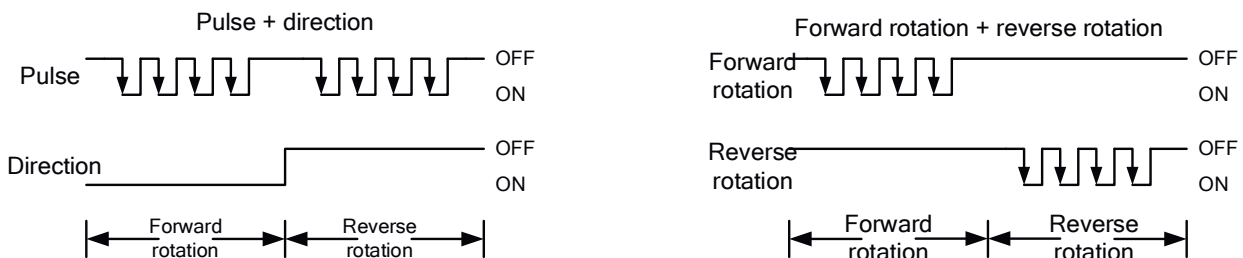 Pulse + direction
Pulse
OFF
ON
Direction
OFF
ON
Forward
rotation
Reverse
rotation
Forward rotation + reverse rotation
Forward
rotation
OFF
ON
Reverse
rotation
OFF
ON
Forward
rotation
Reverse
rotation